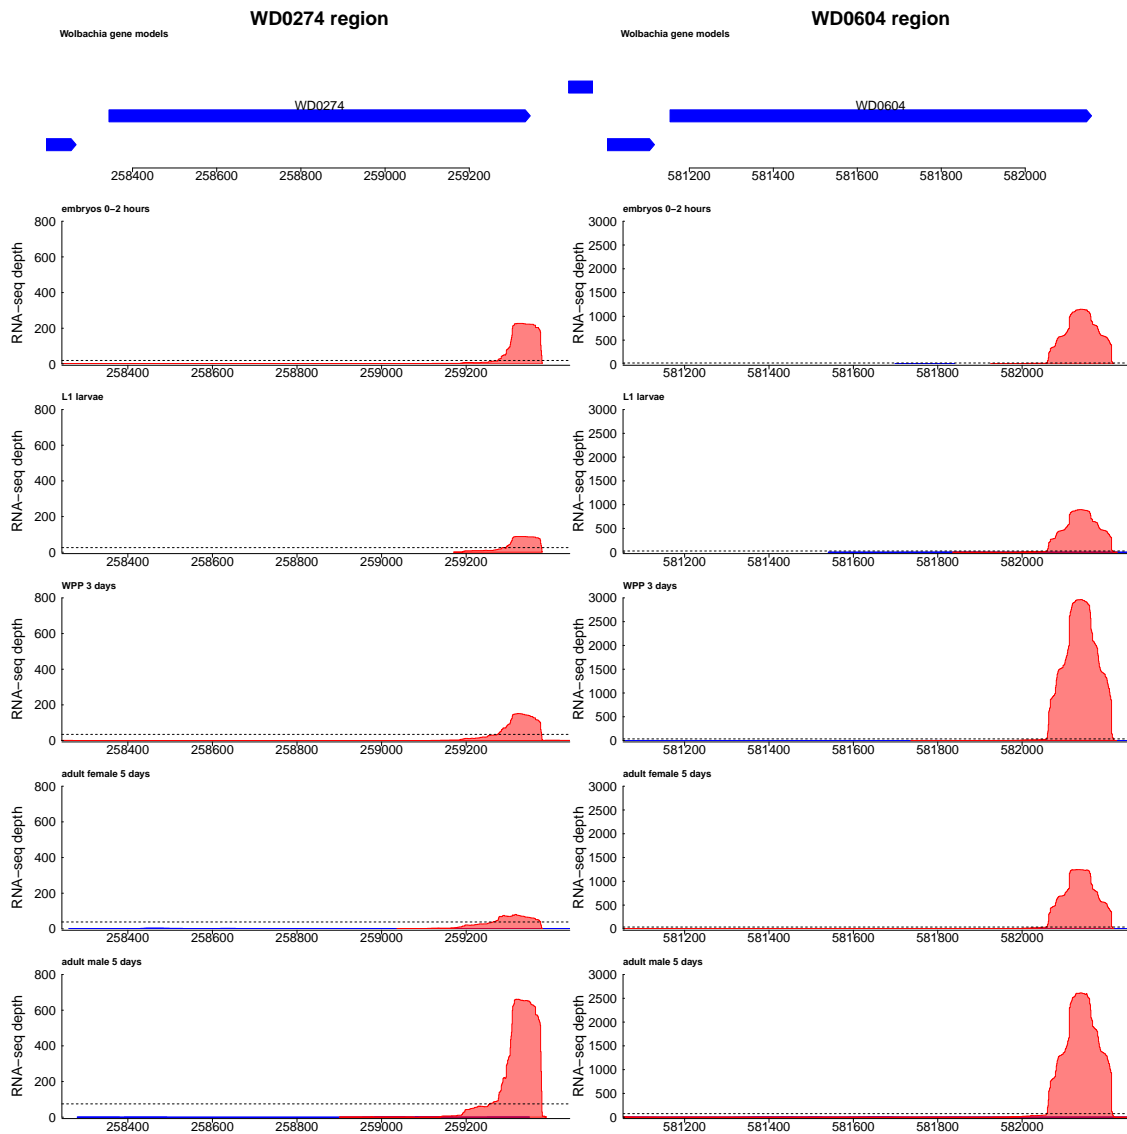 WD0274 region
Wolbachia gene models
WD0274
258400 258600 258800 259000 259200
embryos 0−2 hours
RNA−seq depth
800
600
400
200
0
258400 258600 258800 259000 259200
L1 larvae
RNA−seq depth
800
600
400
200
0
258400 258600 258800 259000 259200
WPP 3 days
RNA−seq depth
800
600
400
200
0
258400 258600 258800 259000 259200
adult female 5 days
RNA−seq depth
800
600
400
200
0
258400 258600 258800 259000 259200
adult male 5 days
RNA−seq depth
800
600
400
200
0
258400 258600 258800 259000 259200
WD0604 region
Wolbachia gene models
WD0604
581200 581400 581600 581800 582000
embryos 0−2 hours
RNA−seq depth
3000
2500
2000
1500
1000
500
0
581200 581400 581600 581800 582000
L1 larvae
RNA−seq depth
3000
2500
2000
1500
1000
500
0
581200 581400 581600 581800 582000
WPP 3 days
RNA−seq depth
3000
2500
2000
1500
1000
500
0
581200 581400 581600 581800 582000
adult female 5 days
RNA−seq depth
3000
2500
2000
1500
1000
500
0
581200 581400 581600 581800 582000
adult male 5 days
RNA−seq depth
3000
2500
2000
1500
1000
500
0
581200 581400 581600 581800 582000